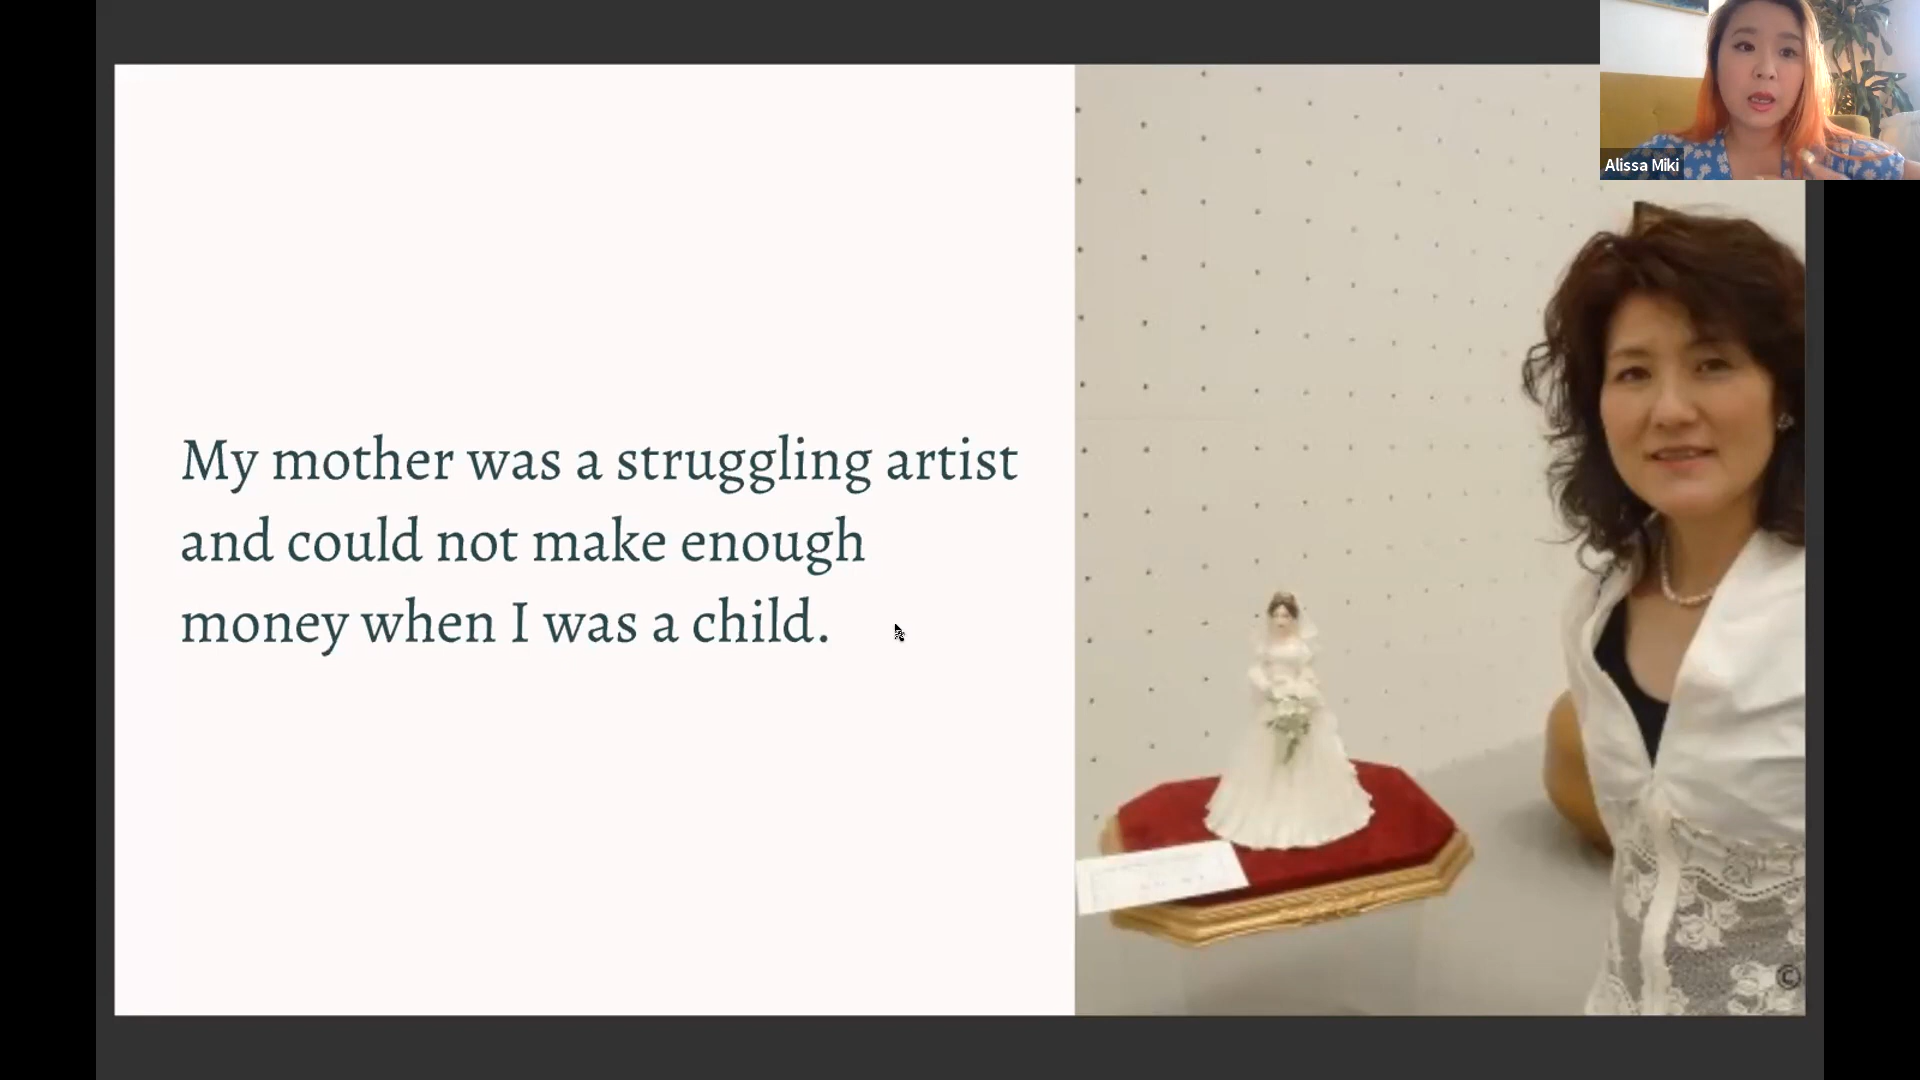 Alissa Miki
My mother was a struggling artist
and could not make enough
money when I was a child.
©